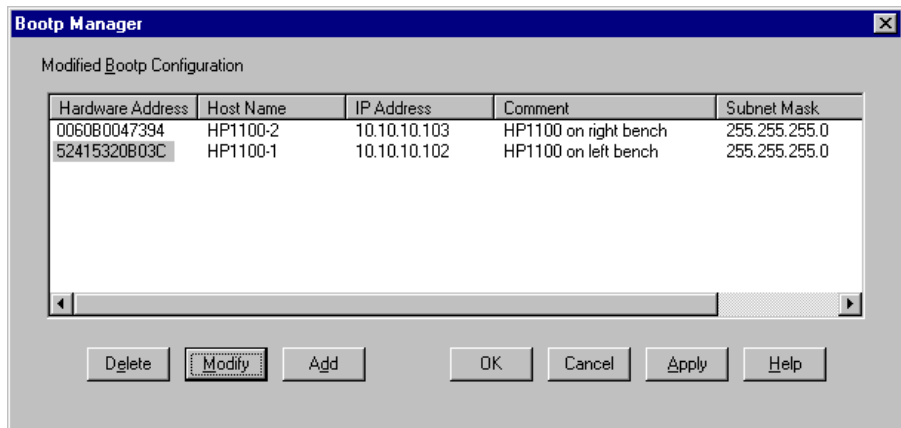 Bootp Manager
Modified Bootp Configuration
Hardware Address Host Name IP Address Comment Subnet Mask
0060B0047394 HP1100-2 10.10.10.103 HP1100 on right bench 255.255.255.0
52415320B03C HP1100-1 10.10.10.102 HP1100 on left bench 255.255.255.0
Delete Modify Add OK Cancel Apply Help